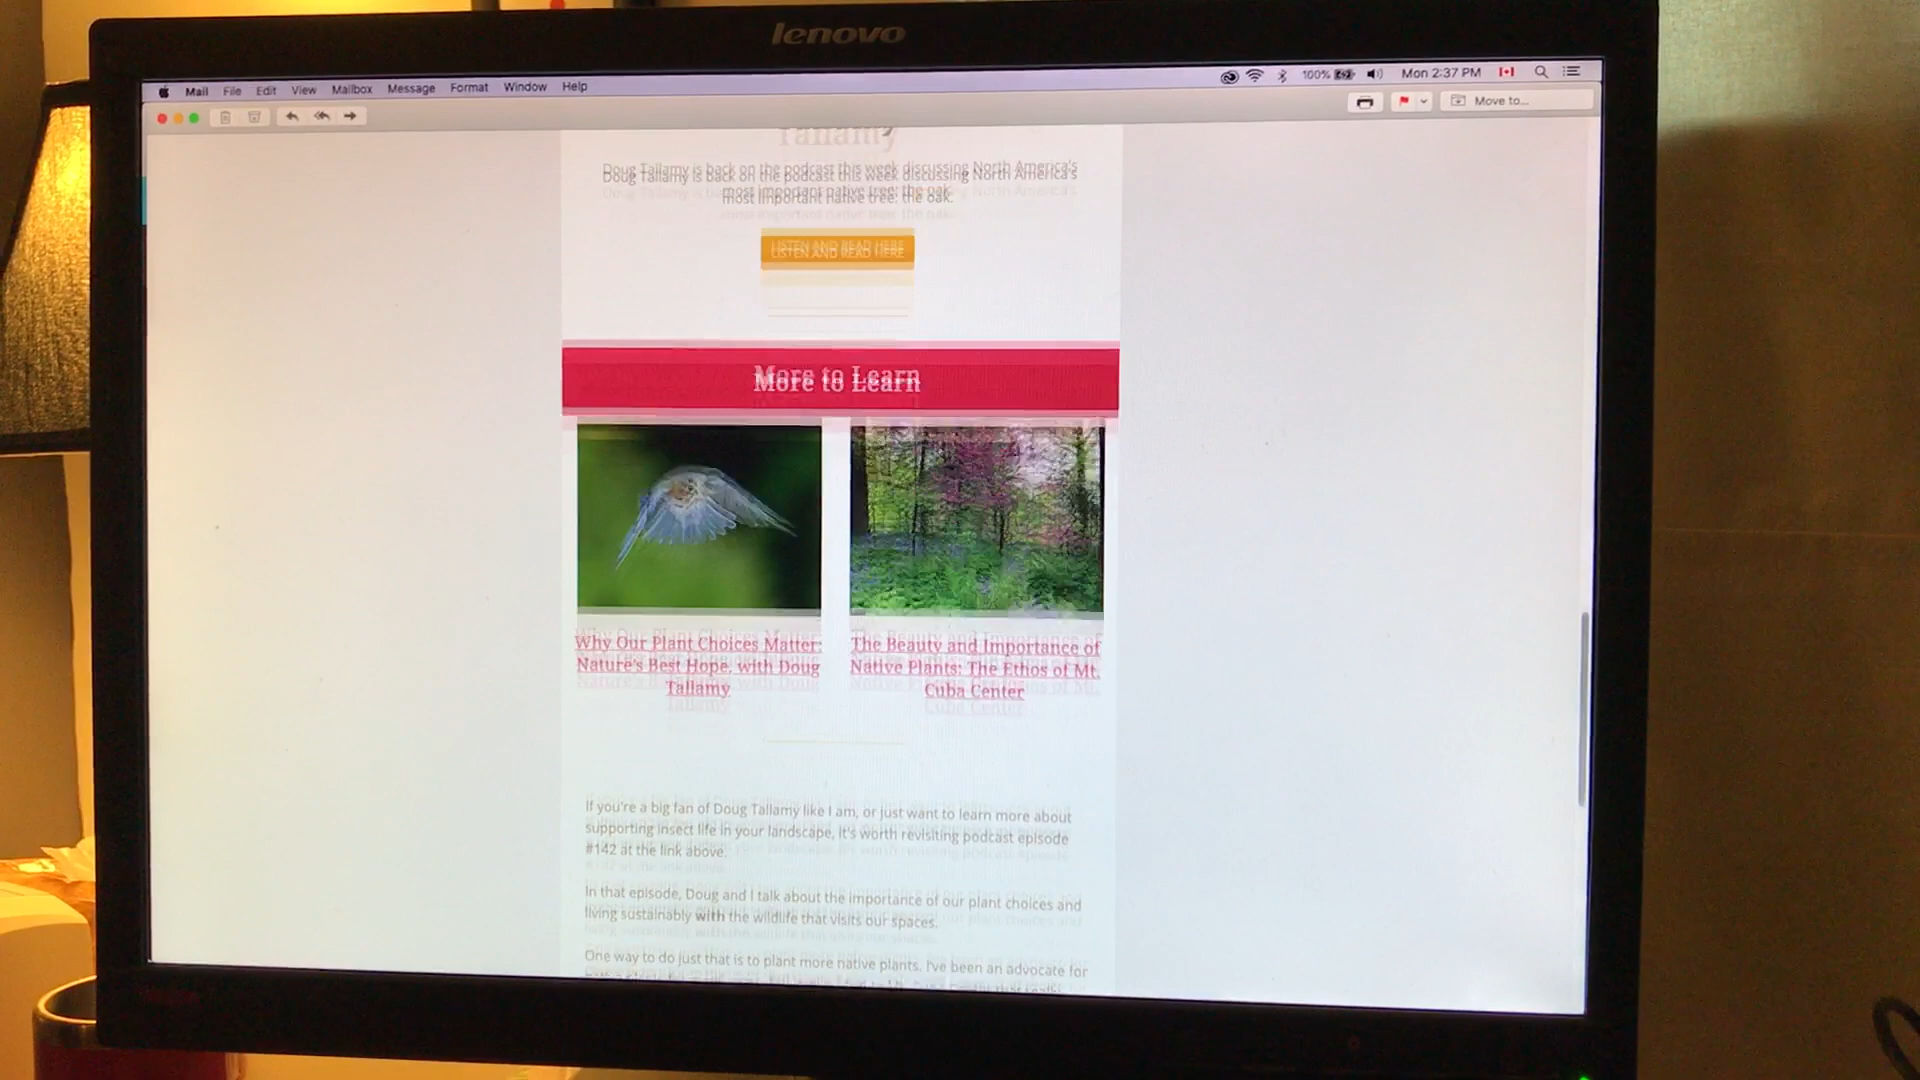 lenovo
Mail File Edit View Mailbox Message Format Window Help
100% Mon 2:37 PM
Move to...
Tallamy
Doug Tallamy is back on the podcast this week discussing North America's
most important native tree: the oak.
LISTEN AND READ HERE
More to Learn
Why Our Plant Choices Matter:
Nature's Best Hope, with Doug
Tallamy
The Beauty and Importance of
Native Plants: The Ethos of Mt.
Cuba Center
If you're a big fan of Doug Tallamy like I am, or just want to learn more about
supporting insect life in your landscape, it's worth revisiting podcast episode
#142 at the link above.
In that episode, Doug and I talk about the importance of our plant choices and
living sustainably with the wildlife that visits our spaces.
One way to do just that is to plant more native plants. I've been an advocate for